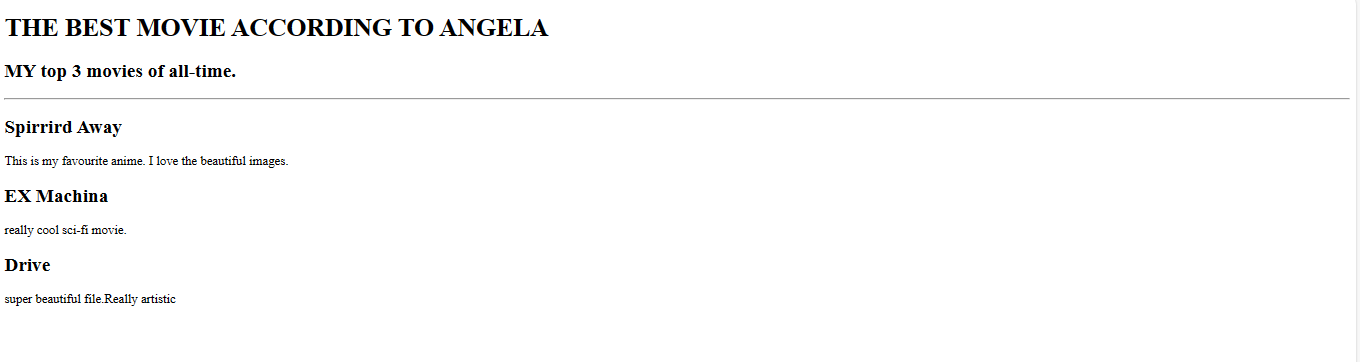 THE BEST MOVIE ACCORDING TO ANGELA
MY top 3 movies of all-time.
Spirrird Away
This is my favourite anime. I love the beautiful images.
EX Machina
really cool sci-fi movie.
Drive
super beautiful file.Really artistic